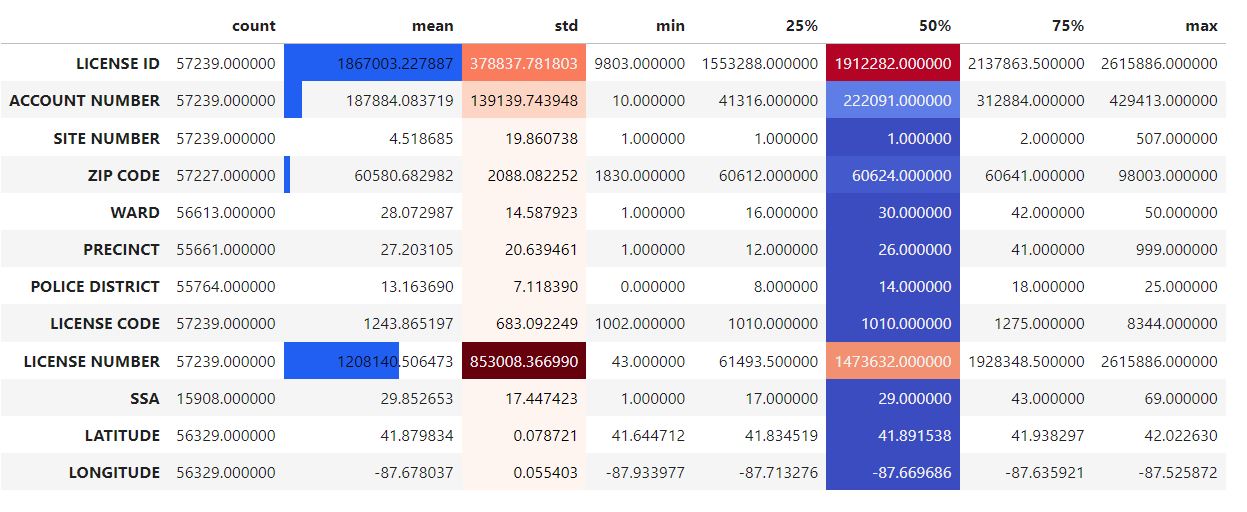 count mean std min 25% 50% 75% max
LICENSE ID 57239.000000 1867003.227887 378837.781803 9803.000000 1553288.000000 1912282.000000 2137863.500000 2615886.000000
ACCOUNT NUMBER 57239.000000 187884.083719 139139.743948 10.000000 41316.000000 222091.000000 312884.000000 429413.000000
SITE NUMBER 57239.000000 4.518685 19.860738 1.000000 1.000000 1.000000 2.000000 507.000000
ZIP CODE 57227.000000 60580.682982 2088.082252 1830.000000 60612.000000 60624.000000 60641.000000 98003.000000
WARD 56613.000000 28.072987 14.587923 1.000000 16.000000 30.000000 42.000000 50.000000
PRECINCT 55661.000000 27.203105 20.639461 1.000000 12.000000 26.000000 41.000000 999.000000
POLICE DISTRICT 55764.000000 13.163690 7.118390 0.000000 8.000000 14.000000 18.000000 25.000000
LICENSE CODE 57239.000000 1243.865197 683.092249 1002.000000 1010.000000 1010.000000 1275.000000 8344.000000
LICENSE NUMBER 57239.000000 1208140.506473 853008.366990 43.000000 61493.500000 1473632.000000 1928348.500000 2615886.000000
SSA 15908.000000 29.852653 17.447423 1.000000 17.000000 29.000000 43.000000 69.000000
LATITUDE 56329.000000 41.879834 0.078721 41.644712 41.834519 41.891538 41.938297 42.022630
LONGITUDE 56329.000000 -87.678037 0.055403 -87.933977 -87.713276 -87.669686 -87.635921 -87.525872